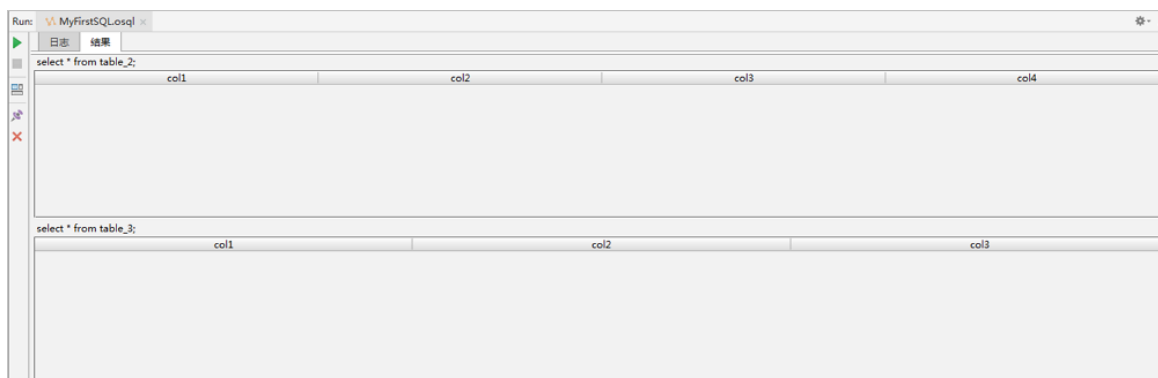 Run: MyFirstSQL.osql
日志 结果
select * from table_2;
col1 col2 col3 col4
select * from table_3;
col1 col2 col3